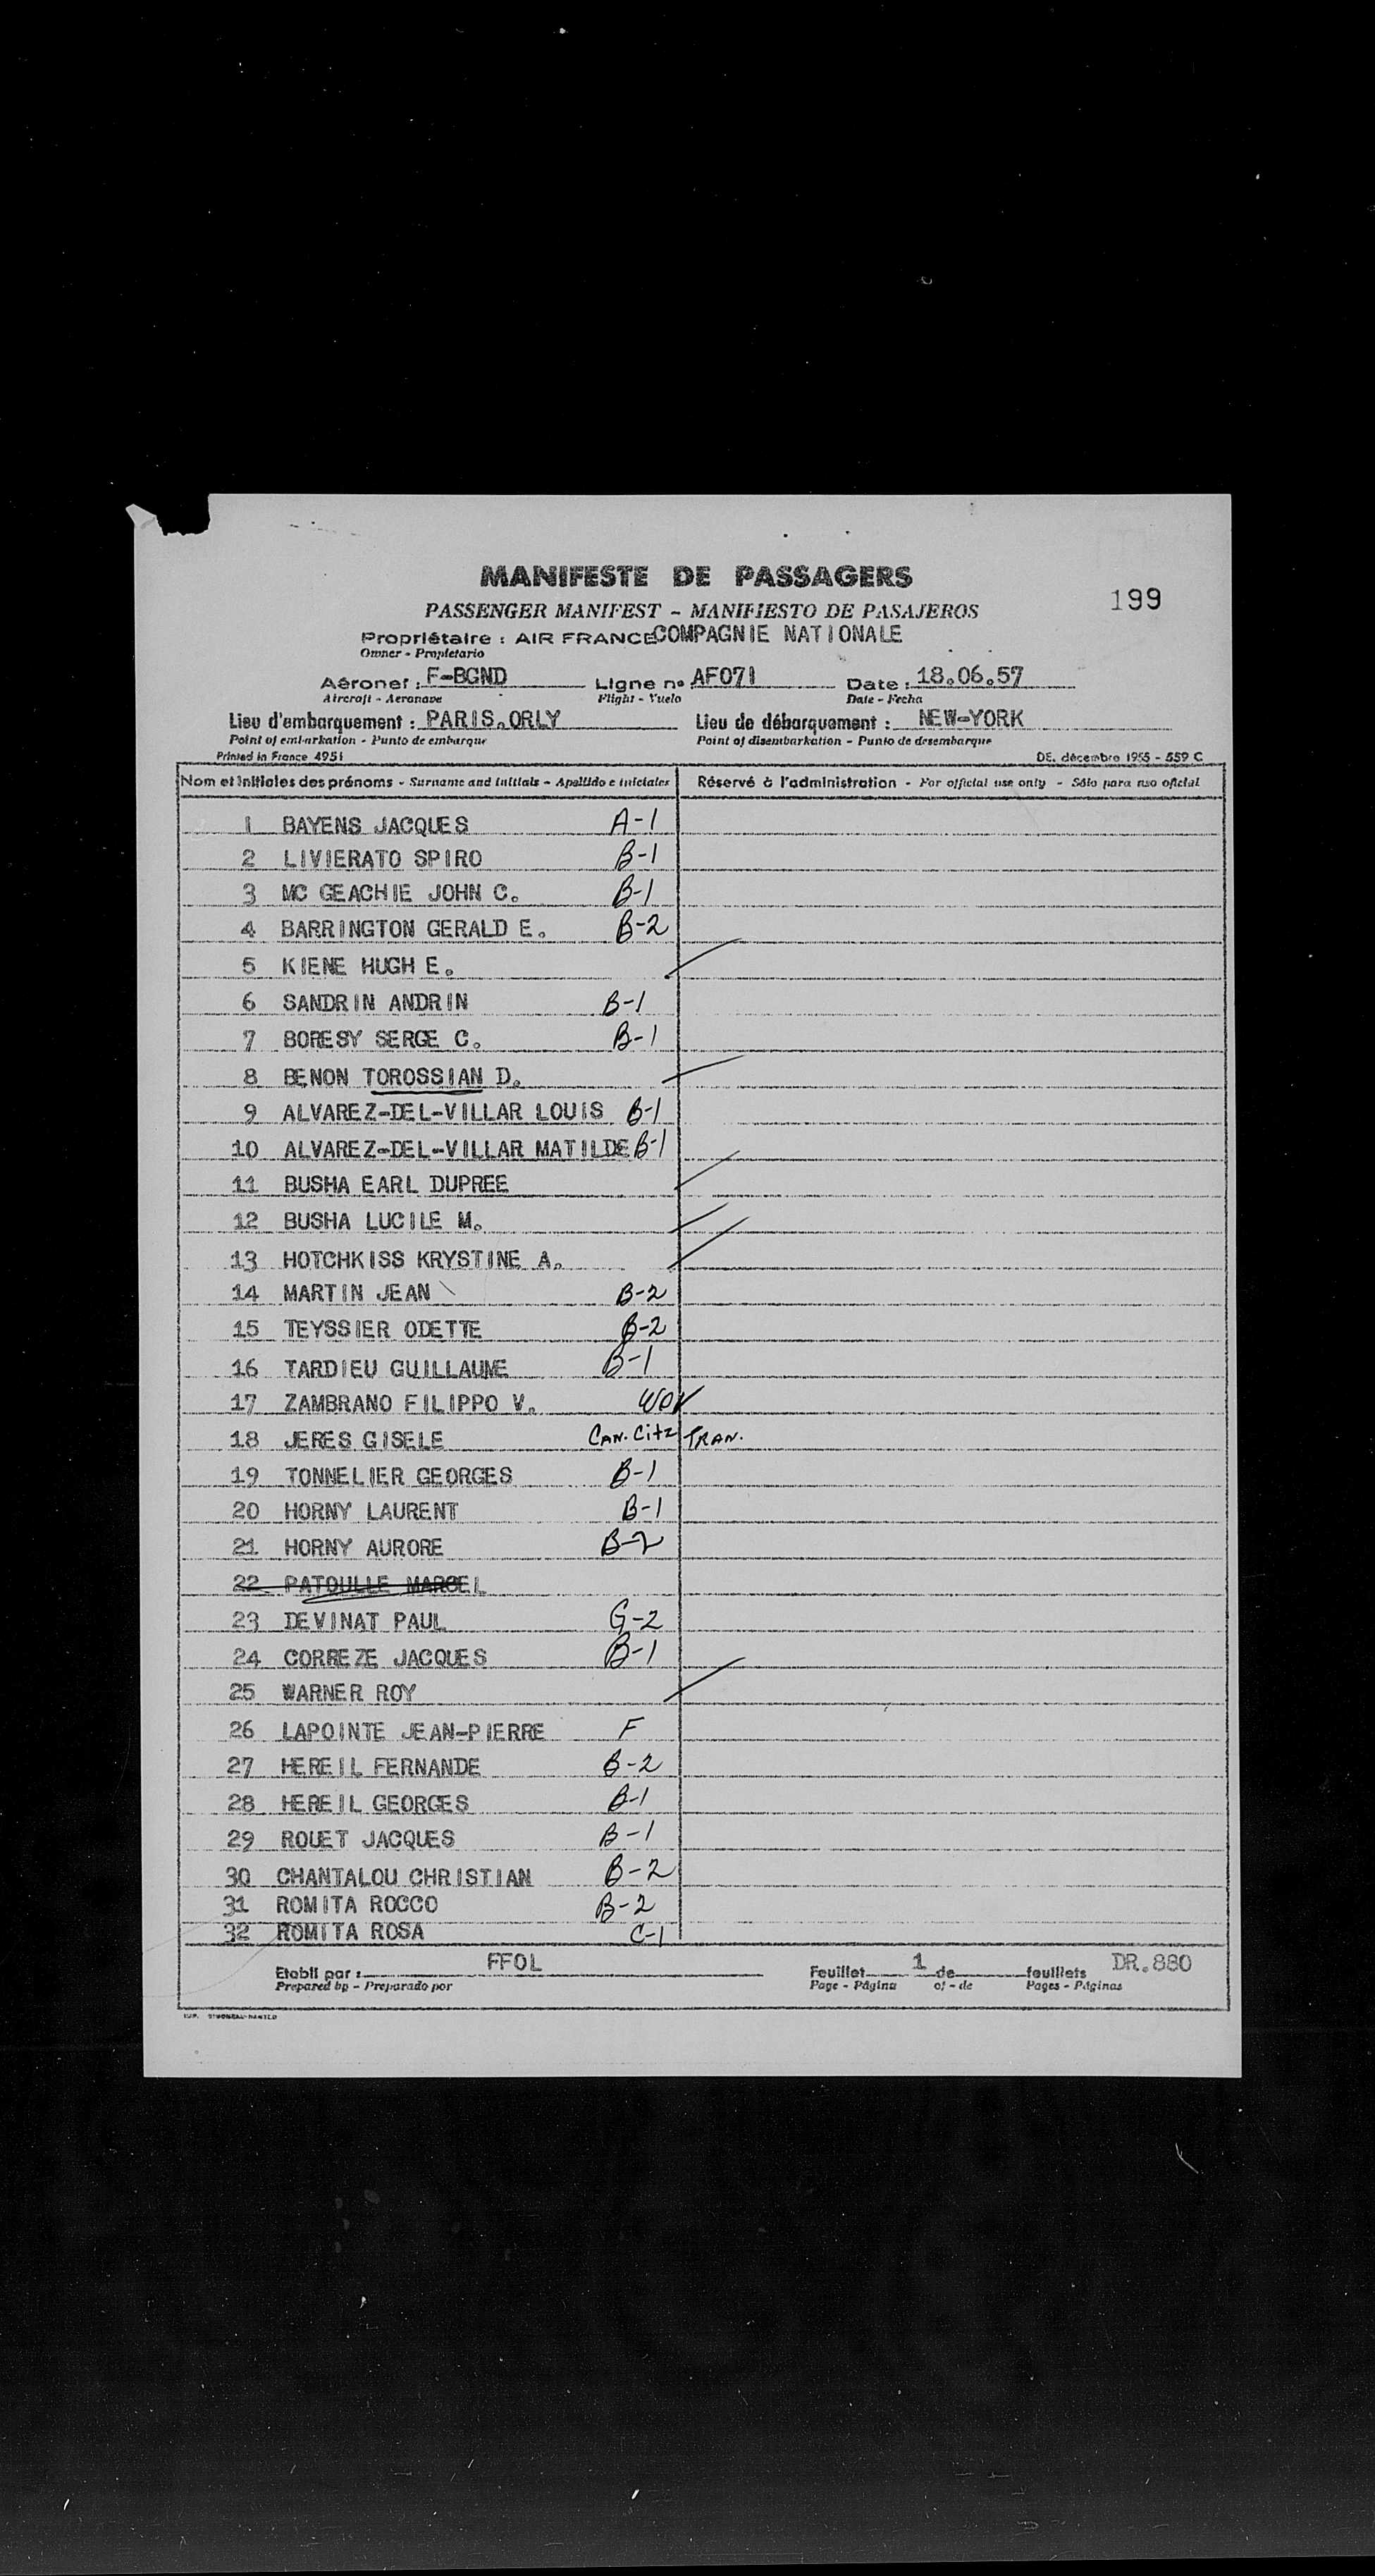 MANIFESTE DE PASSAGERS
199
PASSENGER MANIFEST - MANIFIESTO DE PASAJEROS
Propriétaire : AIR FRANCE COMPAGNIE NATIONALE
Owner - Propietario
Aéronef : F-BGND Ligne nº AF071 Date : 18.06.57
Aircraft - Aeronave Flight - Vuelo Date - Fecha
Lieu d'embarquement : PARIS.ORLY Lieu de débarquement : NEW-YORK
Point of embarkation - Punto de embarque Point of disembarkation - Punto de desembarque
Printed in France 4951 DE. décembre 1955 - 559 C
Nom et initiales des prénoms - Surname and initials - Apellido e iniciales Réservé à l'administration - For official use only - Sólo para uso oficial
1 BAYENS JACQUES A-1
2 LIVIERATO SPIRO B-1
3 MC GEACHIE JOHN C. B-1
4 BARRINGTON GERALD E. B-2
5 KIENE HUGH E.
6 SANDRIN ANDRIN B-1
7 BORESY SERGE C. B-1
8 BENON TOROSSIAN D.
9 ALVAREZ-DEL-VILLAR LOUIS B-1
10 ALVAREZ-DEL-VILLAR MATILDE B-1
11 BUSHA EARL DUPREE
12 BUSHA LUCILE M.
13 HOTCHKISS KRYSTINE A.
14 MARTIN JEAN B-2
15 TEYSSIER ODETTE B-2
16 TARDIEU GUILLAUME B-1
17 ZAMBRANO FILIPPO V. WOV
18 JERES GISELE CAN. Citz TRAN.
19 TONNELIER GEORGES B-1
20 HORNY LAURENT B-1
21 HORNY AURORE B-2
22 PATOULLE MARCEL
23 DEVINAT PAUL G-2
24 CORREZE JACQUES B-1
25 WARNER ROY
26 LAPOINTE JEAN-PIERRE F
27 HEREIL FERNANDE B-2
28 HEREIL GEORGES B-1
29 ROUET JACQUES B-1
30 CHANTALOU CHRISTIAN B-2
31 ROMITA ROCCO B-2
32 ROMITA ROSA C-1
Etabli par : FFOL Feuillet 1 de feuillets DR.880
Prepared by - Preparado por Page - Página of - de Pages - Páginas